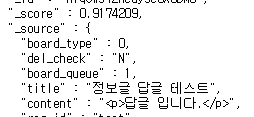 "_score" : 0.9174209,
"_source" : {
"board_type" : 0,
"del_check" : "N",
"board_queue" : 1,
"title" : "정보글 답글 테스트",
"content" : "<p>답글 입니다.</p>",